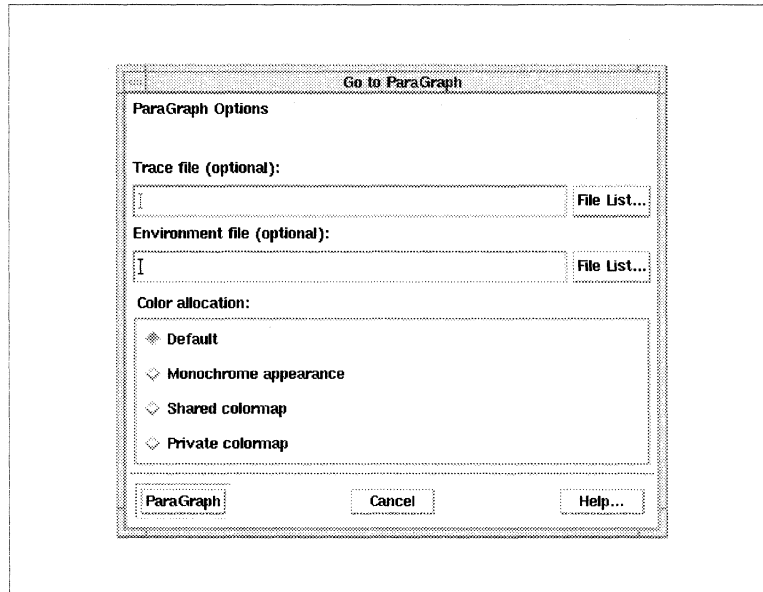 Go to ParaGraph
ParaGraph Options
Trace file (optional):
File List...
Environment file (optional):
File List...
Color allocation:
Default
Monochrome appearance
Shared colormap
Private colormap
ParaGraph Cancel Help...